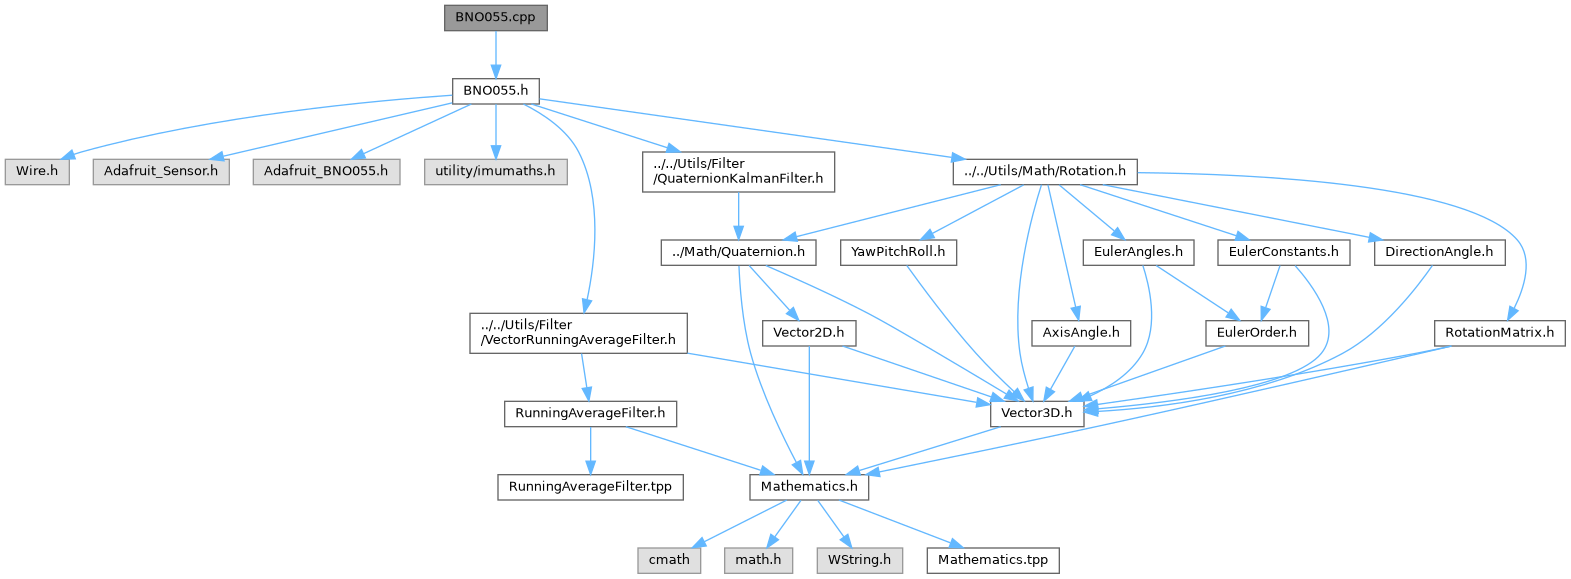 BNO055.cpp
BNO055.h
Wire.h
Adafruit_Sensor.h
Adafruit_BNO055.h
utility/imumaths.h
../../Utils/Filter
/QuaternionKalmanFilter.h
../../Utils/Math/Rotation.h
../Math/Quaternion.h
YawPitchRoll.h
EulerAngles.h
EulerConstants.h
DirectionAngle.h
../../Utils/Filter
/VectorRunningAverageFilter.h
Vector2D.h
AxisAngle.h
EulerOrder.h
RotationMatrix.h
RunningAverageFilter.h
Vector3D.h
RunningAverageFilter.tpp
Mathematics.h
cmath
math.h
WString.h
Mathematics.tpp